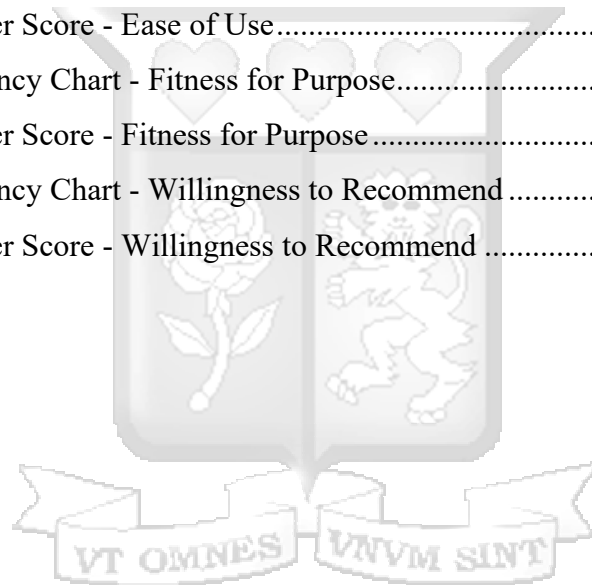 er Score - Ease of Use....................................
ncy Chart - Fitness for Purpose.........................
er Score - Fitness for Purpose............................
ncy Chart - Willingness to Recommend...........
er Score - Willingness to Recommend..............
VT OMNES VNVM SINT